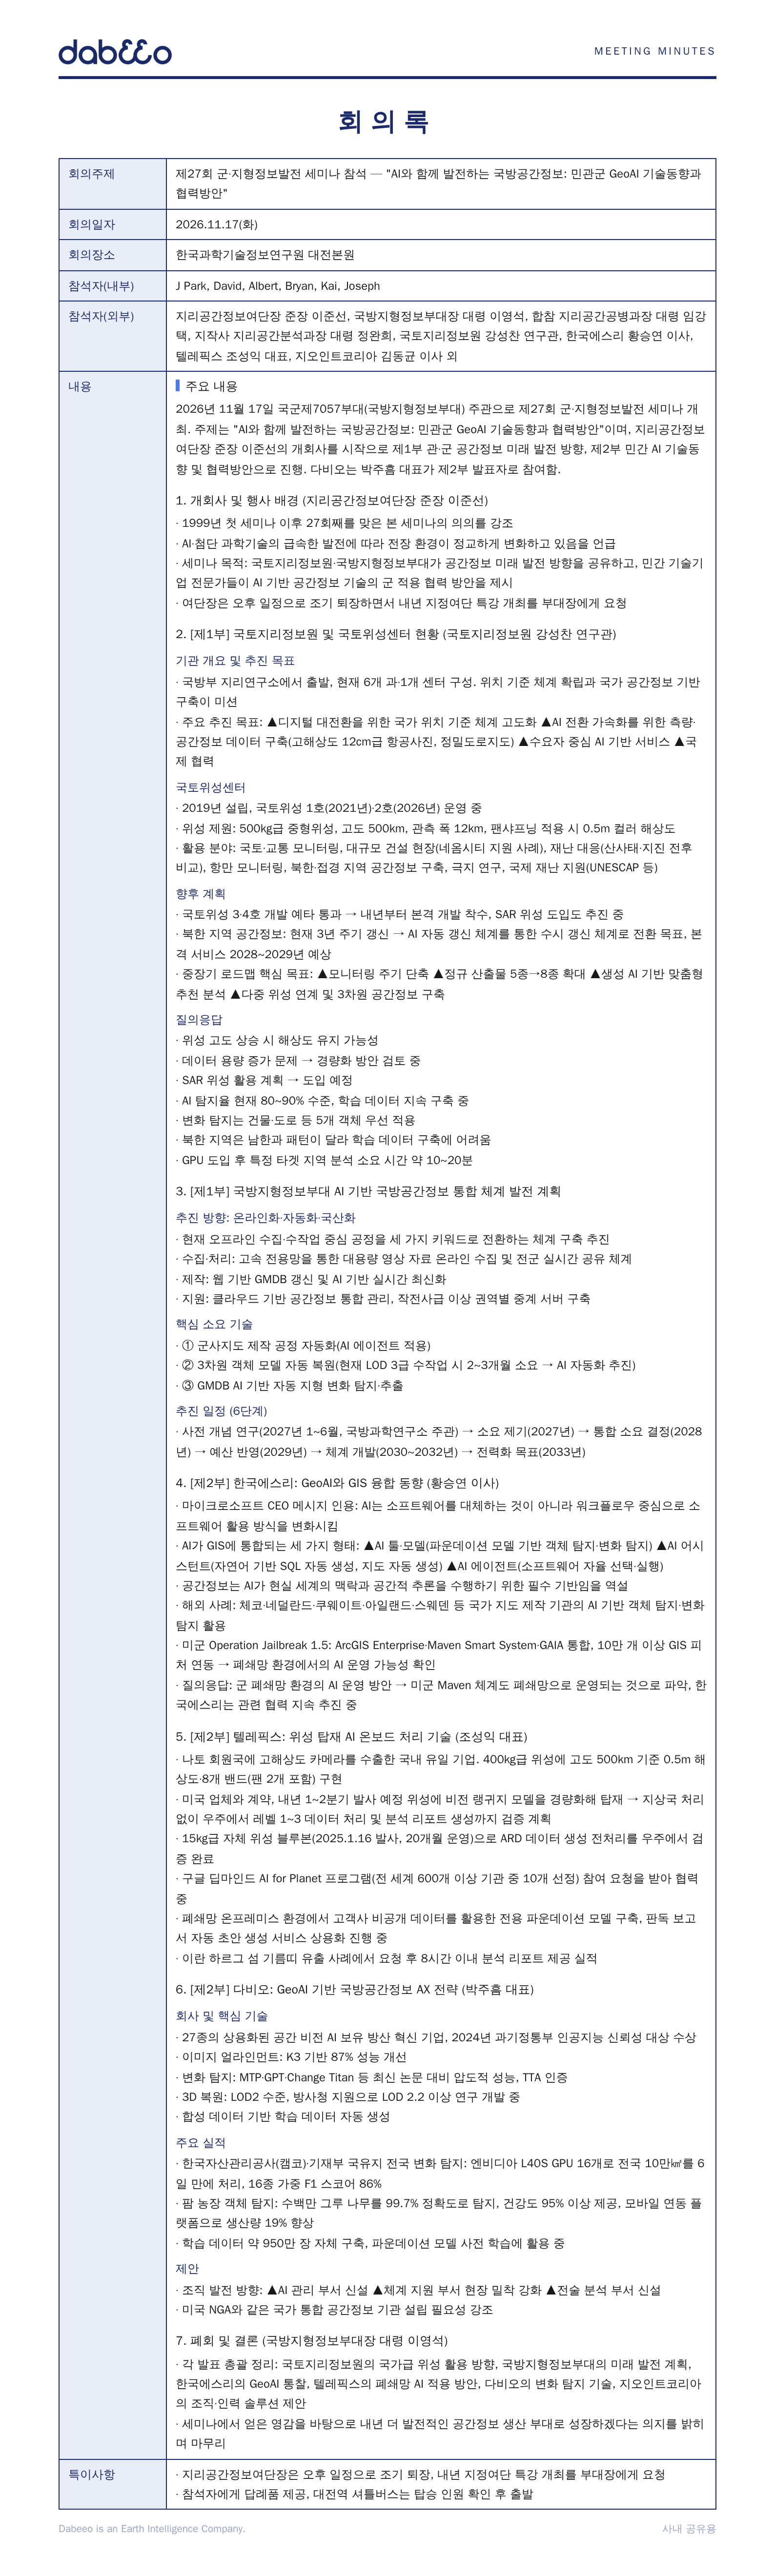 dabeeo
MEETING MINUTES
회의록
회의주제
제27회 군·지형정보발전 세미나 참석 — "AI와 함께 발전하는 국방공간정보: 민관군 GeoAI 기술동향과
협력방안"
회의일자
2026.11.17(화)
회의장소
한국과학기술정보연구원 대전본원
참석자(내부)
J Park, David, Albert, Bryan, Kai, Joseph
참석자(외부)
지리공간정보여단장 준장 이준선, 국방지형정보부대장 대령 이영석, 합참 지리공간공병과장 대령 임강
택, 지작사 지리공간분석과장 대령 정완희, 국토지리정보원 강성찬 연구관, 한국에스리 황승연 이사,
텔레픽스 조성익 대표, 지오인트코리아 김동균 이사 외
내용
주요 내용
2026년 11월 17일 국군제7057부대(국방지형정보부대) 주관으로 제27회 군·지형정보발전 세미나 개
최. 주제는 "AI와 함께 발전하는 국방공간정보: 민관군 GeoAI 기술동향과 협력방안"이며, 지리공간정보
여단장 준장 이준선의 개회사를 시작으로 제1부 관·군 공간정보 미래 발전 방향, 제2부 민간 AI 기술동
향 및 협력방안으로 진행. 다비오는 박주흠 대표가 제2부 발표자로 참여함.
1. 개회사 및 행사 배경 (지리공간정보여단장 준장 이준선)
· 1999년 첫 세미나 이후 27회째를 맞은 본 세미나의 의의를 강조
· AI·첨단 과학기술의 급속한 발전에 따라 전장 환경이 정교하게 변화하고 있음을 언급
· 세미나 목적: 국토지리정보원·국방지형정보부대가 공간정보 미래 발전 방향을 공유하고, 민간 기술기
업 전문가들이 AI 기반 공간정보 기술의 군 적용 협력 방안을 제시
· 여단장은 오후 일정으로 조기 퇴장하면서 내년 지정여단 특강 개최를 부대장에게 요청
2. [제1부] 국토지리정보원 및 국토위성센터 현황 (국토지리정보원 강성찬 연구관)
기관 개요 및 추진 목표
· 국방부 지리연구소에서 출발, 현재 6개 과·1개 센터 구성. 위치 기준 체계 확립과 국가 공간정보 기반
구축이 미션
· 주요 추진 목표: ▲디지털 대전환을 위한 국가 위치 기준 체계 고도화 ▲AI 전환 가속화를 위한 측량·
공간정보 데이터 구축(고해상도 12cm급 항공사진, 정밀도로지도) ▲수요자 중심 AI 기반 서비스 ▲국
제 협력
국토위성센터
· 2019년 설립, 국토위성 1호(2021년)·2호(2026년) 운영 중
· 위성 제원: 500kg급 중형위성, 고도 500km, 관측 폭 12km, 팬샤프닝 적용 시 0.5m 컬러 해상도
· 활용 분야: 국토·교통 모니터링, 대규모 건설 현장(네옴시티 지원 사례), 재난 대응(산사태·지진 전후
비교), 항만 모니터링, 북한·접경 지역 공간정보 구축, 극지 연구, 국제 재난 지원(UNESCAP 등)
향후 계획
· 국토위성 3·4호 개발 예타 통과 → 내년부터 본격 개발 착수, SAR 위성 도입도 추진 중
· 북한 지역 공간정보: 현재 3년 주기 갱신 → AI 자동 갱신 체계를 통한 수시 갱신 체계로 전환 목표, 본
격 서비스 2028~2029년 예상
· 중장기 로드맵 핵심 목표: ▲모니터링 주기 단축 ▲정규 산출물 5종→8종 확대 ▲생성 AI 기반 맞춤형
추천 분석 ▲다중 위성 연계 및 3차원 공간정보 구축
질의응답
· 위성 고도 상승 시 해상도 유지 가능성
· 데이터 용량 증가 문제 → 경량화 방안 검토 중
· SAR 위성 활용 계획 → 도입 예정
· AI 탐지율 현재 80~90% 수준, 학습 데이터 지속 구축 중
· 변화 탐지는 건물·도로 등 5개 객체 우선 적용
· 북한 지역은 남한과 패턴이 달라 학습 데이터 구축에 어려움
· GPU 도입 후 특정 타겟 지역 분석 소요 시간 약 10~20분
3. [제1부] 국방지형정보부대 AI 기반 국방공간정보 통합 체계 발전 계획
추진 방향: 온라인화·자동화·국산화
· 현재 오프라인 수집·수작업 중심 공정을 세 가지 키워드로 전환하는 체계 구축 추진
· 수집·처리: 고속 전용망을 통한 대용량 영상 자료 온라인 수집 및 전군 실시간 공유 체계
· 제작: 웹 기반 GMDB 갱신 및 AI 기반 실시간 최신화
· 지원: 클라우드 기반 공간정보 통합 관리, 작전사급 이상 권역별 중계 서버 구축
핵심 소요 기술
· ① 군사지도 제작 공정 자동화(AI 에이전트 적용)
· ② 3차원 객체 모델 자동 복원(현재 LOD 3급 수작업 시 2~3개월 소요 → AI 자동화 추진)
· ③ GMDB AI 기반 자동 지형 변화 탐지·추출
추진 일정 (6단계)
· 사전 개념 연구(2027년 1~6월, 국방과학연구소 주관) → 소요 제기(2027년) → 통합 소요 결정(2028
년) → 예산 반영(2029년) → 체계 개발(2030~2032년) → 전력화 목표(2033년)
4. [제2부] 한국에스리: GeoAI와 GIS 융합 동향 (황승연 이사)
· 마이크로소프트 CEO 메시지 인용: AI는 소프트웨어를 대체하는 것이 아니라 워크플로우 중심으로 소
프트웨어 활용 방식을 변화시킴
· AI가 GIS에 통합되는 세 가지 형태: ▲AI 툴·모델(파운데이션 모델 기반 객체 탐지·변화 탐지) ▲AI 어시
스턴트(자연어 기반 SQL 자동 생성, 지도 자동 생성) ▲AI 에이전트(소프트웨어 자율 선택·실행)
· 공간정보는 AI가 현실 세계의 맥락과 공간적 추론을 수행하기 위한 필수 기반임을 역설
· 해외 사례: 체코·네덜란드·쿠웨이트·아일랜드·스웨덴 등 국가 지도 제작 기관의 AI 기반 객체 탐지·변화
탐지 활용
· 미군 Operation Jailbreak 1.5: ArcGIS Enterprise·Maven Smart System·GAIA 통합, 10만 개 이상 GIS 피
처 연동 → 폐쇄망 환경에서의 AI 운영 가능성 확인
· 질의응답: 군 폐쇄망 환경의 AI 운영 방안 → 미군 Maven 체계도 폐쇄망으로 운영되는 것으로 파악, 한
국에스리는 관련 협력 지속 추진 중
5. [제2부] 텔레픽스: 위성 탑재 AI 온보드 처리 기술 (조성익 대표)
· 나토 회원국에 고해상도 카메라를 수출한 국내 유일 기업. 400kg급 위성에 고도 500km 기준 0.5m 해
상도·8개 밴드(팬 2개 포함) 구현
· 미국 업체와 계약, 내년 1~2분기 발사 예정 위성에 비전 랭귀지 모델을 경량화해 탑재 → 지상국 처리
없이 우주에서 레벨 1~3 데이터 처리 및 분석 리포트 생성까지 검증 계획
· 15kg급 자체 위성 블루본(2025.1.16 발사, 20개월 운영)으로 ARD 데이터 생성 전처리를 우주에서 검
증 완료
· 구글 딥마인드 AI for Planet 프로그램(전 세계 600개 이상 기관 중 10개 선정) 참여 요청을 받아 협력
중
· 폐쇄망 온프레미스 환경에서 고객사 비공개 데이터를 활용한 전용 파운데이션 모델 구축, 판독 보고
서 자동 초안 생성 서비스 상용화 진행 중
· 이란 하르그 섬 기름띠 유출 사례에서 요청 후 8시간 이내 분석 리포트 제공 실적
6. [제2부] 다비오: GeoAI 기반 국방공간정보 AX 전략 (박주흠 대표)
회사 및 핵심 기술
· 27종의 상용화된 공간 비전 AI 보유 방산 혁신 기업, 2024년 과기정통부 인공지능 신뢰성 대상 수상
· 이미지 얼라인먼트: K3 기반 87% 성능 개선
· 변화 탐지: MTP·GPT·Change Titan 등 최신 논문 대비 압도적 성능, TTA 인증
· 3D 복원: LOD2 수준, 방사청 지원으로 LOD 2.2 이상 연구 개발 중
· 합성 데이터 기반 학습 데이터 자동 생성
주요 실적
· 한국자산관리공사(캠코)·기재부 국유지 전국 변화 탐지: 엔비디아 L40S GPU 16개로 전국 10만㎢를 6
일 만에 처리, 16종 가중 F1 스코어 86%
· 팜 농장 객체 탐지: 수백만 그루 나무를 99.7% 정확도로 탐지, 건강도 95% 이상 제공, 모바일 연동 플
랫폼으로 생산량 19% 향상
· 학습 데이터 약 950만 장 자체 구축, 파운데이션 모델 사전 학습에 활용 중
제안
· 조직 발전 방향: ▲AI 관리 부서 신설 ▲체계 지원 부서 현장 밀착 강화 ▲전술 분석 부서 신설
· 미국 NGA와 같은 국가 통합 공간정보 기관 설립 필요성 강조
7. 폐회 및 결론 (국방지형정보부대장 대령 이영석)
· 각 발표 총괄 정리: 국토지리정보원의 국가급 위성 활용 방향, 국방지형정보부대의 미래 발전 계획,
한국에스리의 GeoAI 통찰, 텔레픽스의 폐쇄망 AI 적용 방안, 다비오의 변화 탐지 기술, 지오인트코리아
의 조직·인력 솔루션 제안
· 세미나에서 얻은 영감을 바탕으로 내년 더 발전적인 공간정보 생산 부대로 성장하겠다는 의지를 밝히
며 마무리
특이사항
· 지리공간정보여단장은 오후 일정으로 조기 퇴장, 내년 지정여단 특강 개최를 부대장에게 요청
· 참석자에게 답례품 제공, 대전역 셔틀버스는 탑승 인원 확인 후 출발
Dabeeo is an Earth Intelligence Company.
사내 공유용